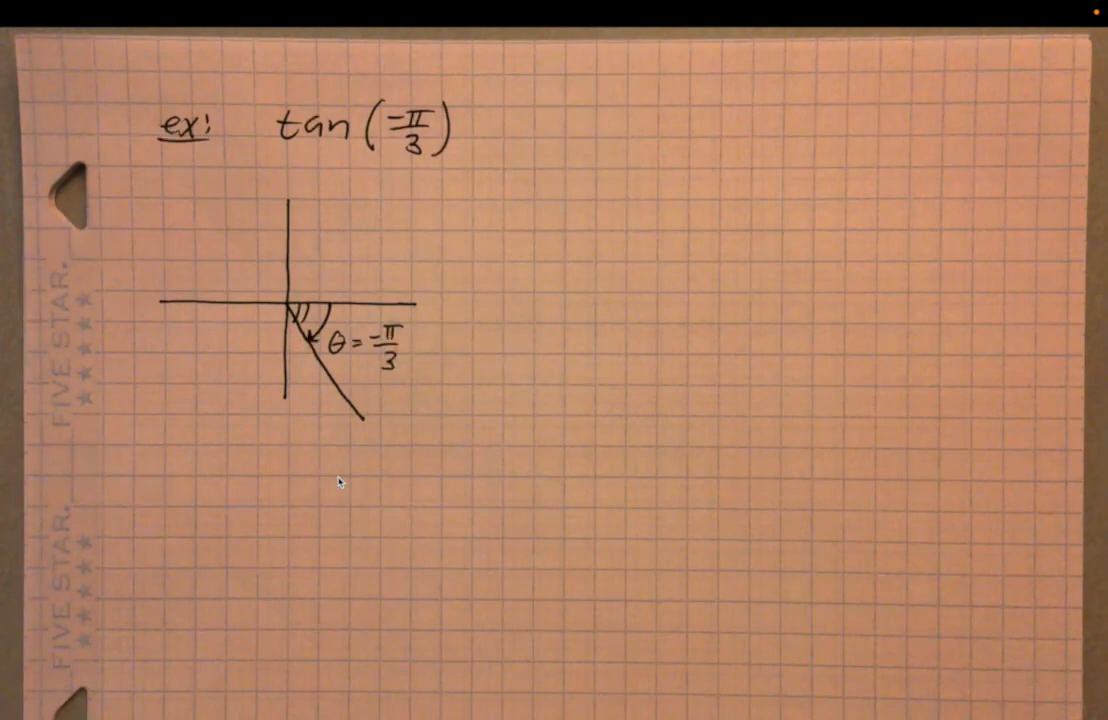 ex: tan (-π/3)
θ = -π/3
FIVE STAR.
FIVE STAR.